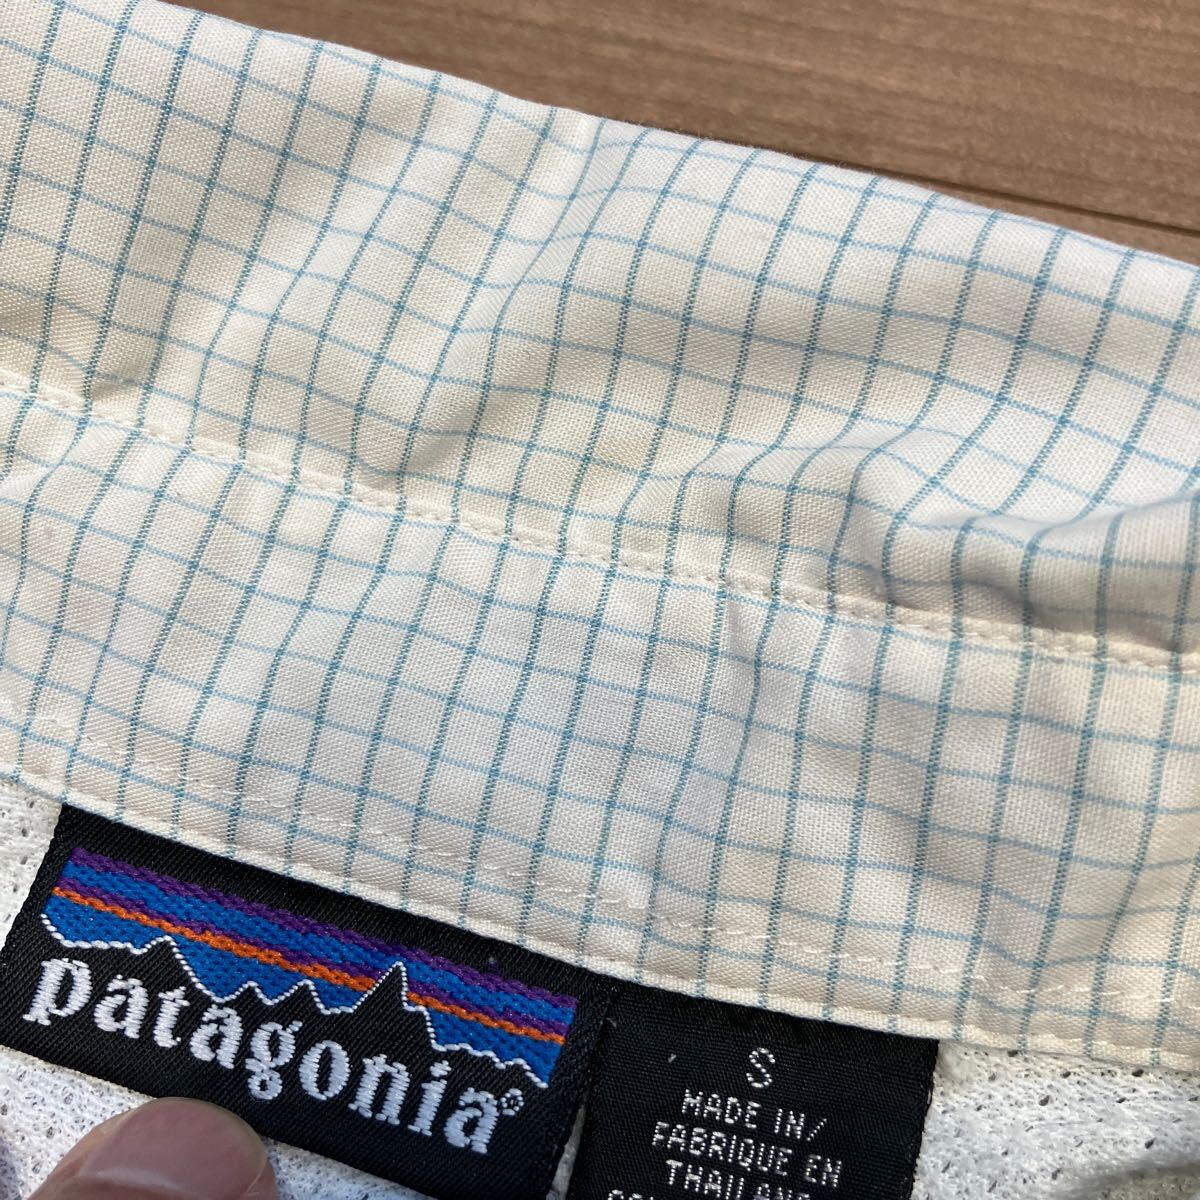 patagonia®
S
MADE IN/
FABRIQUE EN
THAILAND